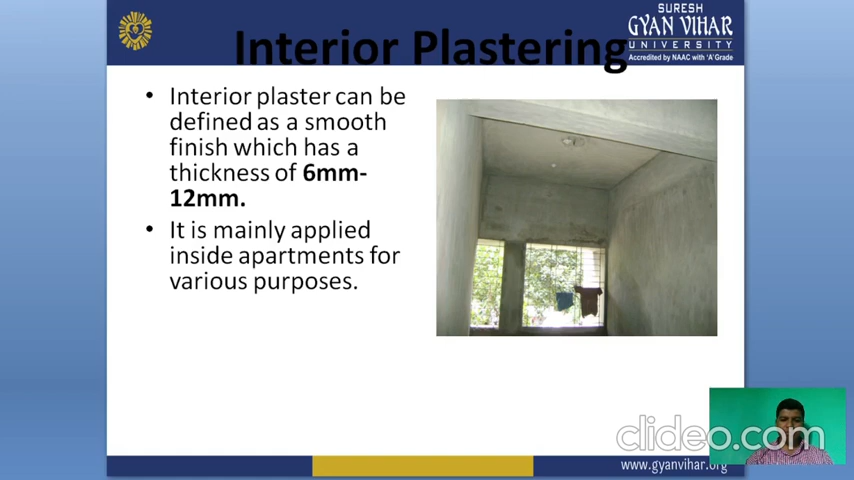 SURESH
GYAN VIHAR
UNIVERSITY
Accredited by NAAC with 'A' Grade
Interior Plastering
• Interior plaster can be
defined as a smooth
finish which has a
thickness of 6mm-
12mm.
• It is mainly applied
inside apartments for
various purposes.
clideo.com
www.gyanvihar.org